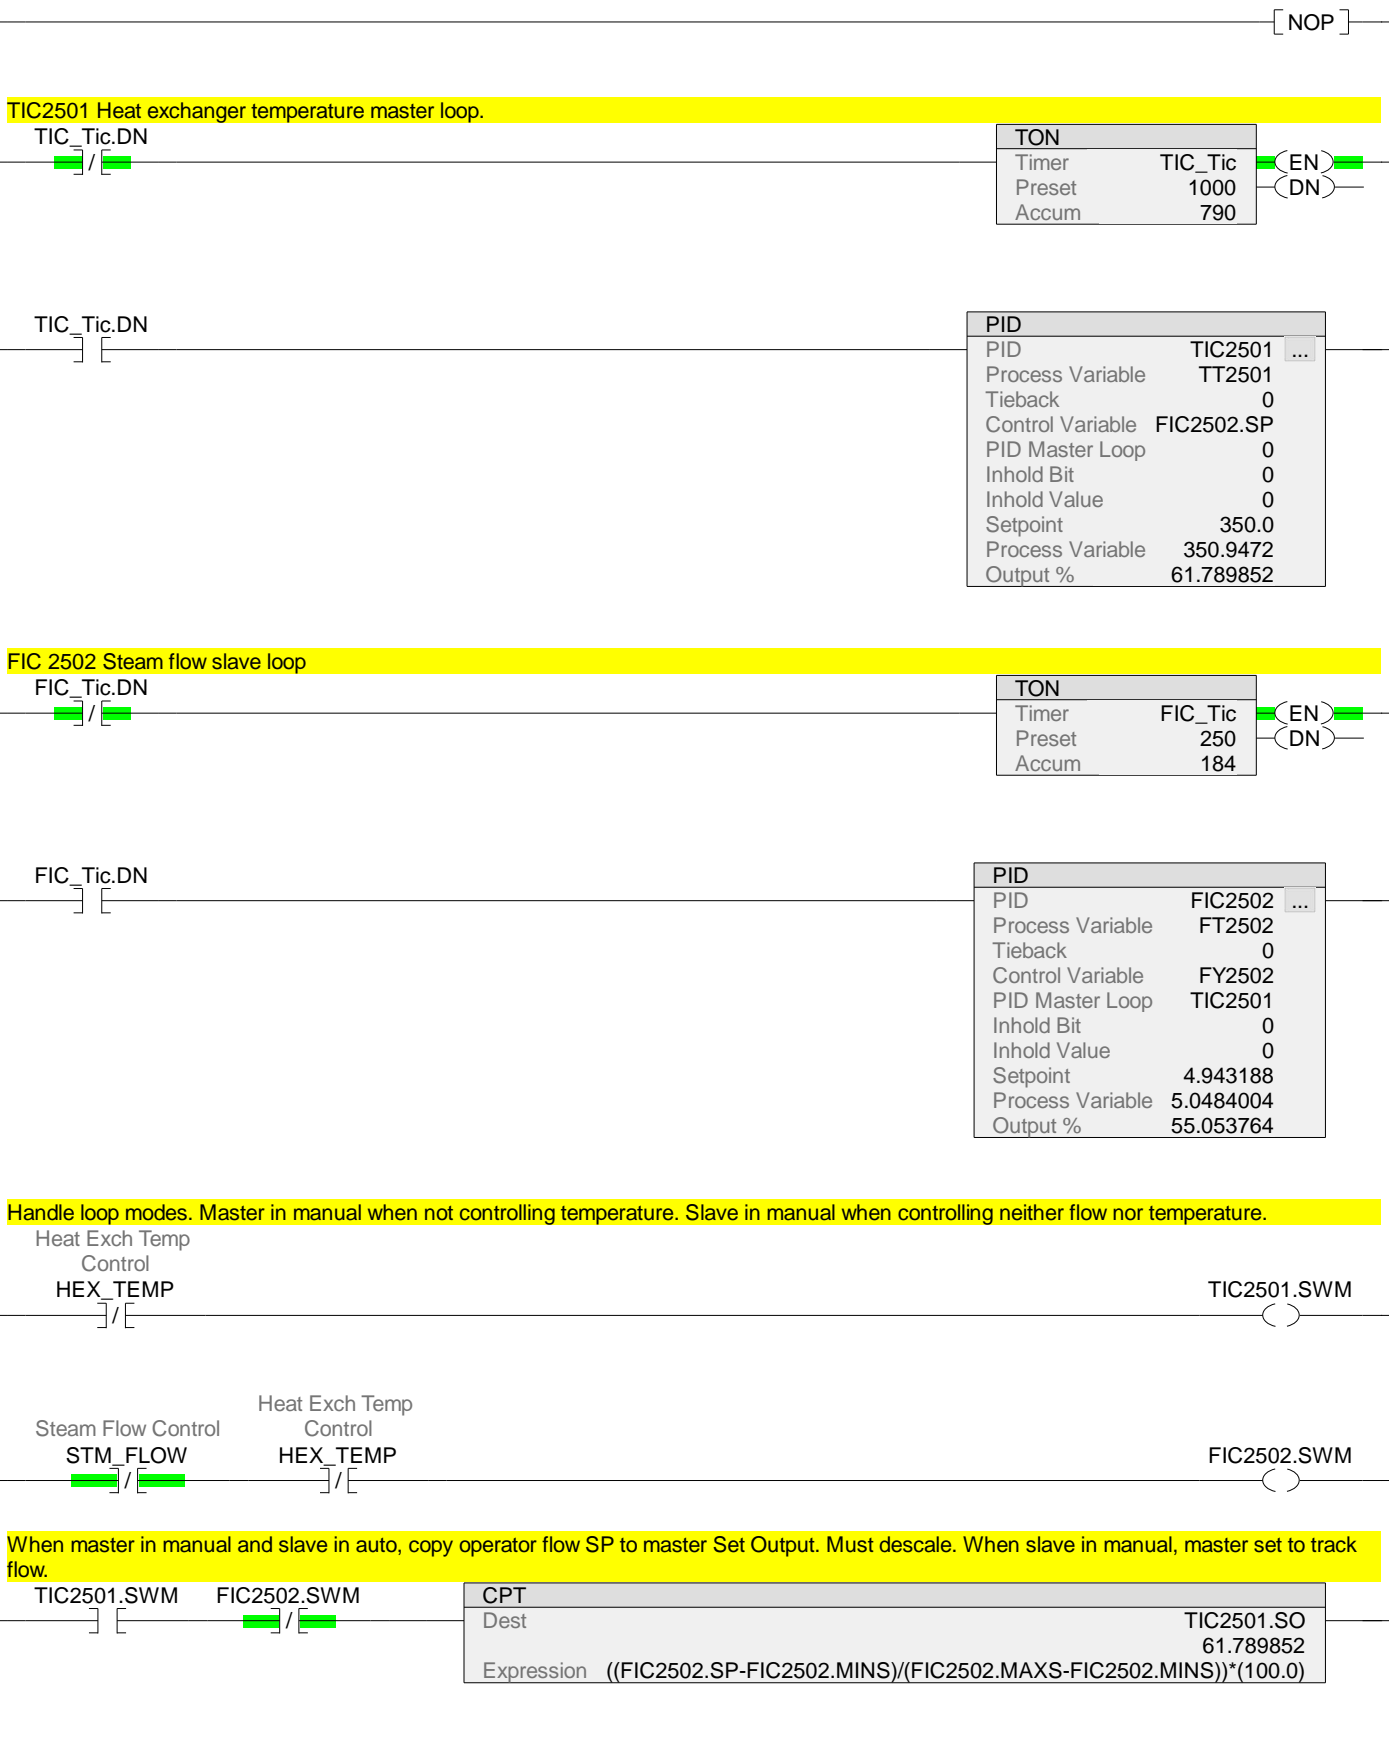 NOP
TIC2501 Heat exchanger temperature master loop.
TIC_Tic.DN
/
TON
Timer TIC_Tic
Preset 1000
Accum 790
EN
DN
TIC_Tic.DN
PID
PID TIC2501 ...
Process Variable TT2501
Tieback 0
Control Variable FIC2502.SP
PID Master Loop 0
Inhold Bit 0
Inhold Value 0
Setpoint 350.0
Process Variable 350.9472
Output % 61.789852
FIC 2502 Steam flow slave loop
FIC_Tic.DN
/
TON
Timer FIC_Tic
Preset 250
Accum 184
EN
DN
FIC_Tic.DN
PID
PID FIC2502 ...
Process Variable FT2502
Tieback 0
Control Variable FY2502
PID Master Loop TIC2501
Inhold Bit 0
Inhold Value 0
Setpoint 4.943188
Process Variable 5.0484004
Output % 55.053764
Handle loop modes. Master in manual when not controlling temperature. Slave in manual when controlling neither flow nor temperature.
Heat Exch Temp
Control
HEX_TEMP
/
TIC2501.SWM
Steam Flow Control
STM_FLOW
/
Heat Exch Temp
Control
HEX_TEMP
/
FIC2502.SWM
When master in manual and slave in auto, copy operator flow SP to master Set Output. Must descale. When slave in manual, master set to track
flow.
TIC2501.SWM
FIC2502.SWM
/
CPT
Dest TIC2501.SO
61.789852
Expression ((FIC2502.SP-FIC2502.MINS)/(FIC2502.MAXS-FIC2502.MINS))*(100.0)